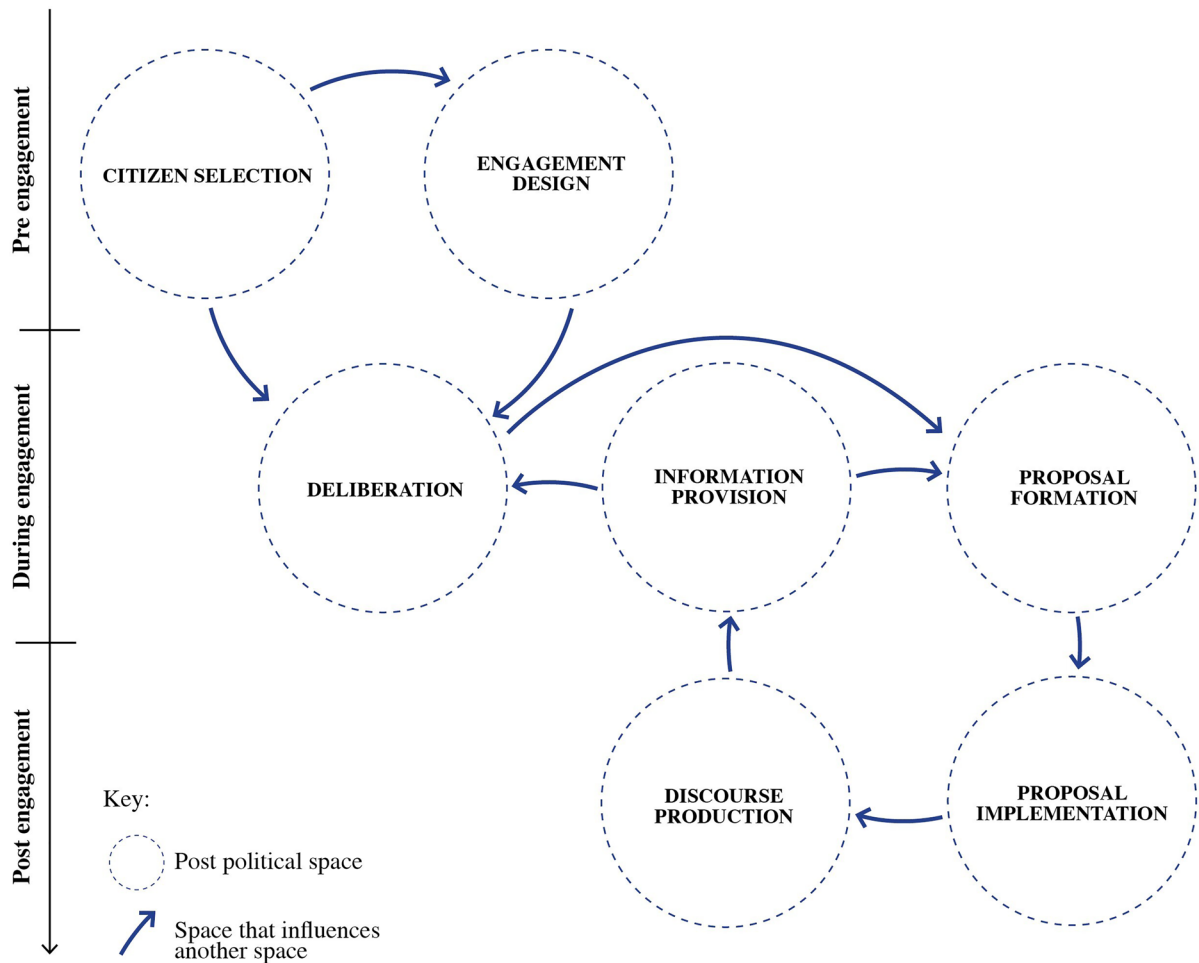 Pre engagement
CITIZEN SELECTION
ENGAGEMENT
DESIGN
During engagement
DELIBERATION
INFORMATION
PROVISION
PROPOSAL
FORMATION
Post engagement
DISCOURSE
PRODUCTION
PROPOSAL
IMPLEMENTATION
Key:
Post political space
Space that influences
another space